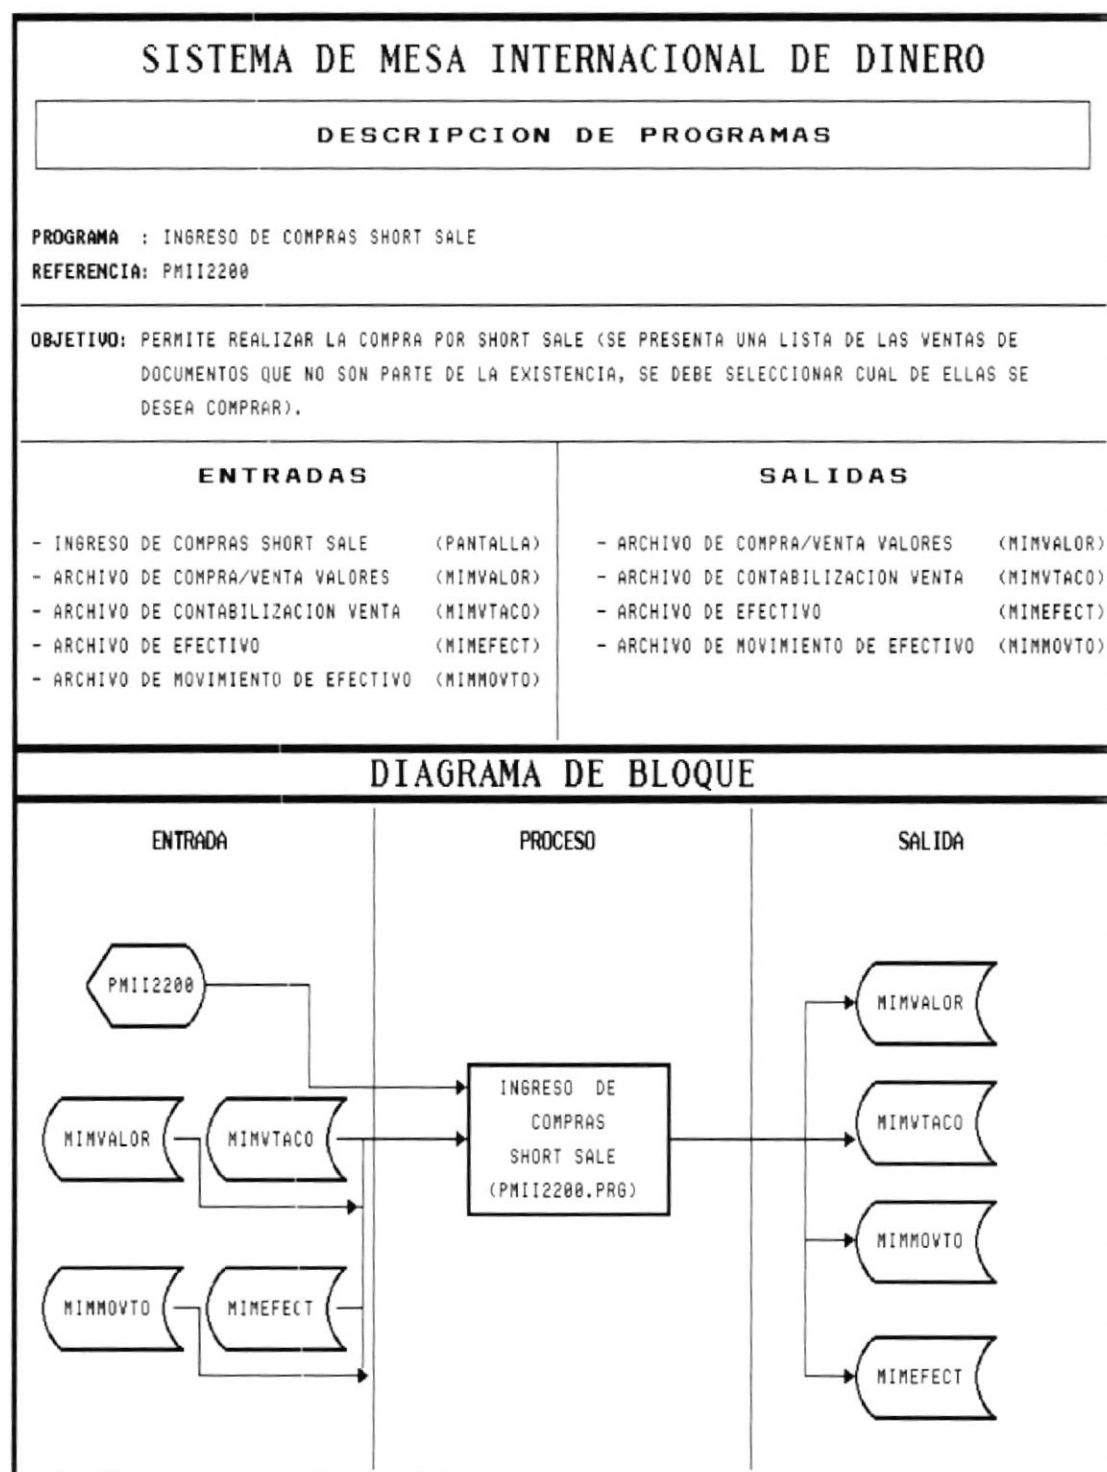 SISTEMA DE MESA INTERNACIONAL DE DINERO
DESCRIPCION DE PROGRAMAS
PROGRAMA : INGRESO DE COMPRAS SHORT SALE
REFERENCIA: PMII2200
OBJETIVO: PERMITE REALIZAR LA COMPRA POR SHORT SALE (SE PRESENTA UNA LISTA DE LAS VENTAS DE
DOCUMENTOS QUE NO SON PARTE DE LA EXISTENCIA, SE DEBE SELECCIONAR CUAL DE ELLAS SE
DESEA COMPRAR).
ENTRADAS
- INGRESO DE COMPRAS SHORT SALE (PANTALLA)
- ARCHIVO DE COMPRA/VENTA VALORES (MIMVALOR)
- ARCHIVO DE CONTABILIZACION VENTA (MIMVTACO)
- ARCHIVO DE EFECTIVO (MIMEFECT)
- ARCHIVO DE MOVIMIENTO DE EFECTIVO (MIMMOVTO)
SALIDAS
- ARCHIVO DE COMPRA/VENTA VALORES (MIMVALOR)
- ARCHIVO DE CONTABILIZACION VENTA (MIMVTACO)
- ARCHIVO DE EFECTIVO (MIMEFECT)
- ARCHIVO DE MOVIMIENTO DE EFECTIVO (MIMMOVTO)
DIAGRAMA DE BLOQUE
ENTRADA
PMII2200
MIMVALOR
MIMVTACO
MIMMOVTO
MIMEFECT
PROCESO
INGRESO DE
COMPRAS
SHORT SALE
(PMII2200.PRG)
SALIDA
MIMVALOR
MIMVTACO
MIMMOVTO
MIMEFECT